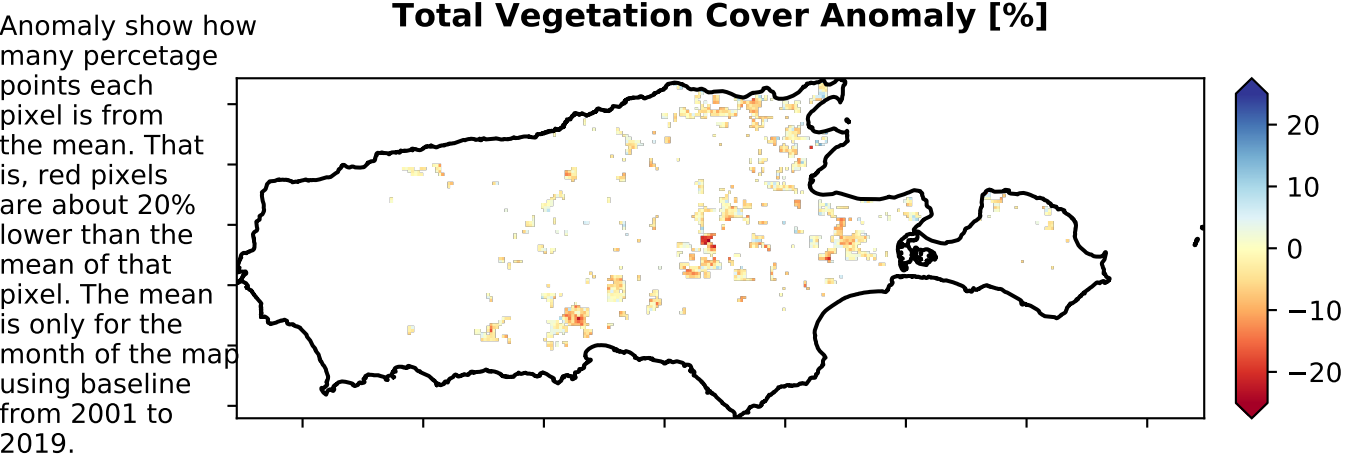 Total Vegetation Cover Anomaly [%]
Anomaly show how
many percetage
points each
pixel is from
the mean. That
is, red pixels
are about 20%
lower than the
mean of that
pixel. The mean
is only for the
month of the map
using baseline
from 2001 to
2019.
20
10
0
−10
−20